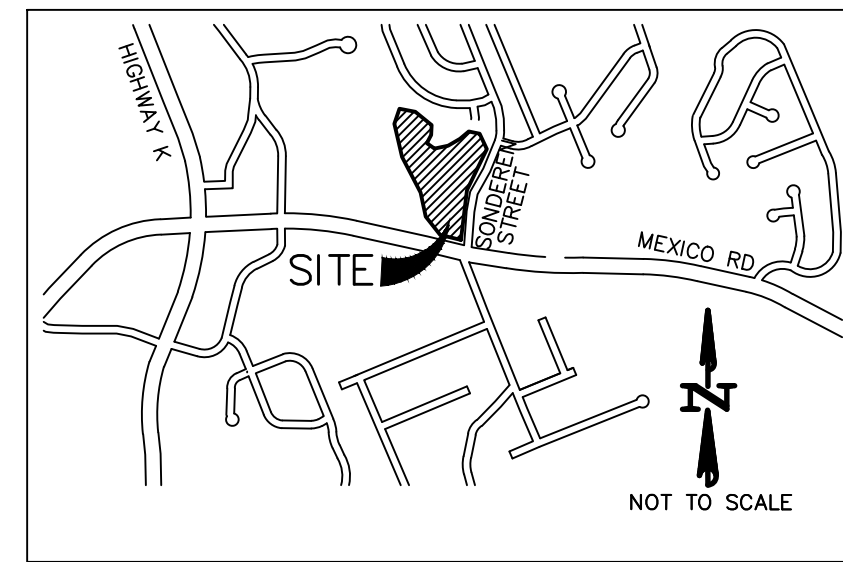 HIGHWAY K
SONDEREN
STREET
MEXICO RD
SITE
N
NOT TO SCALE